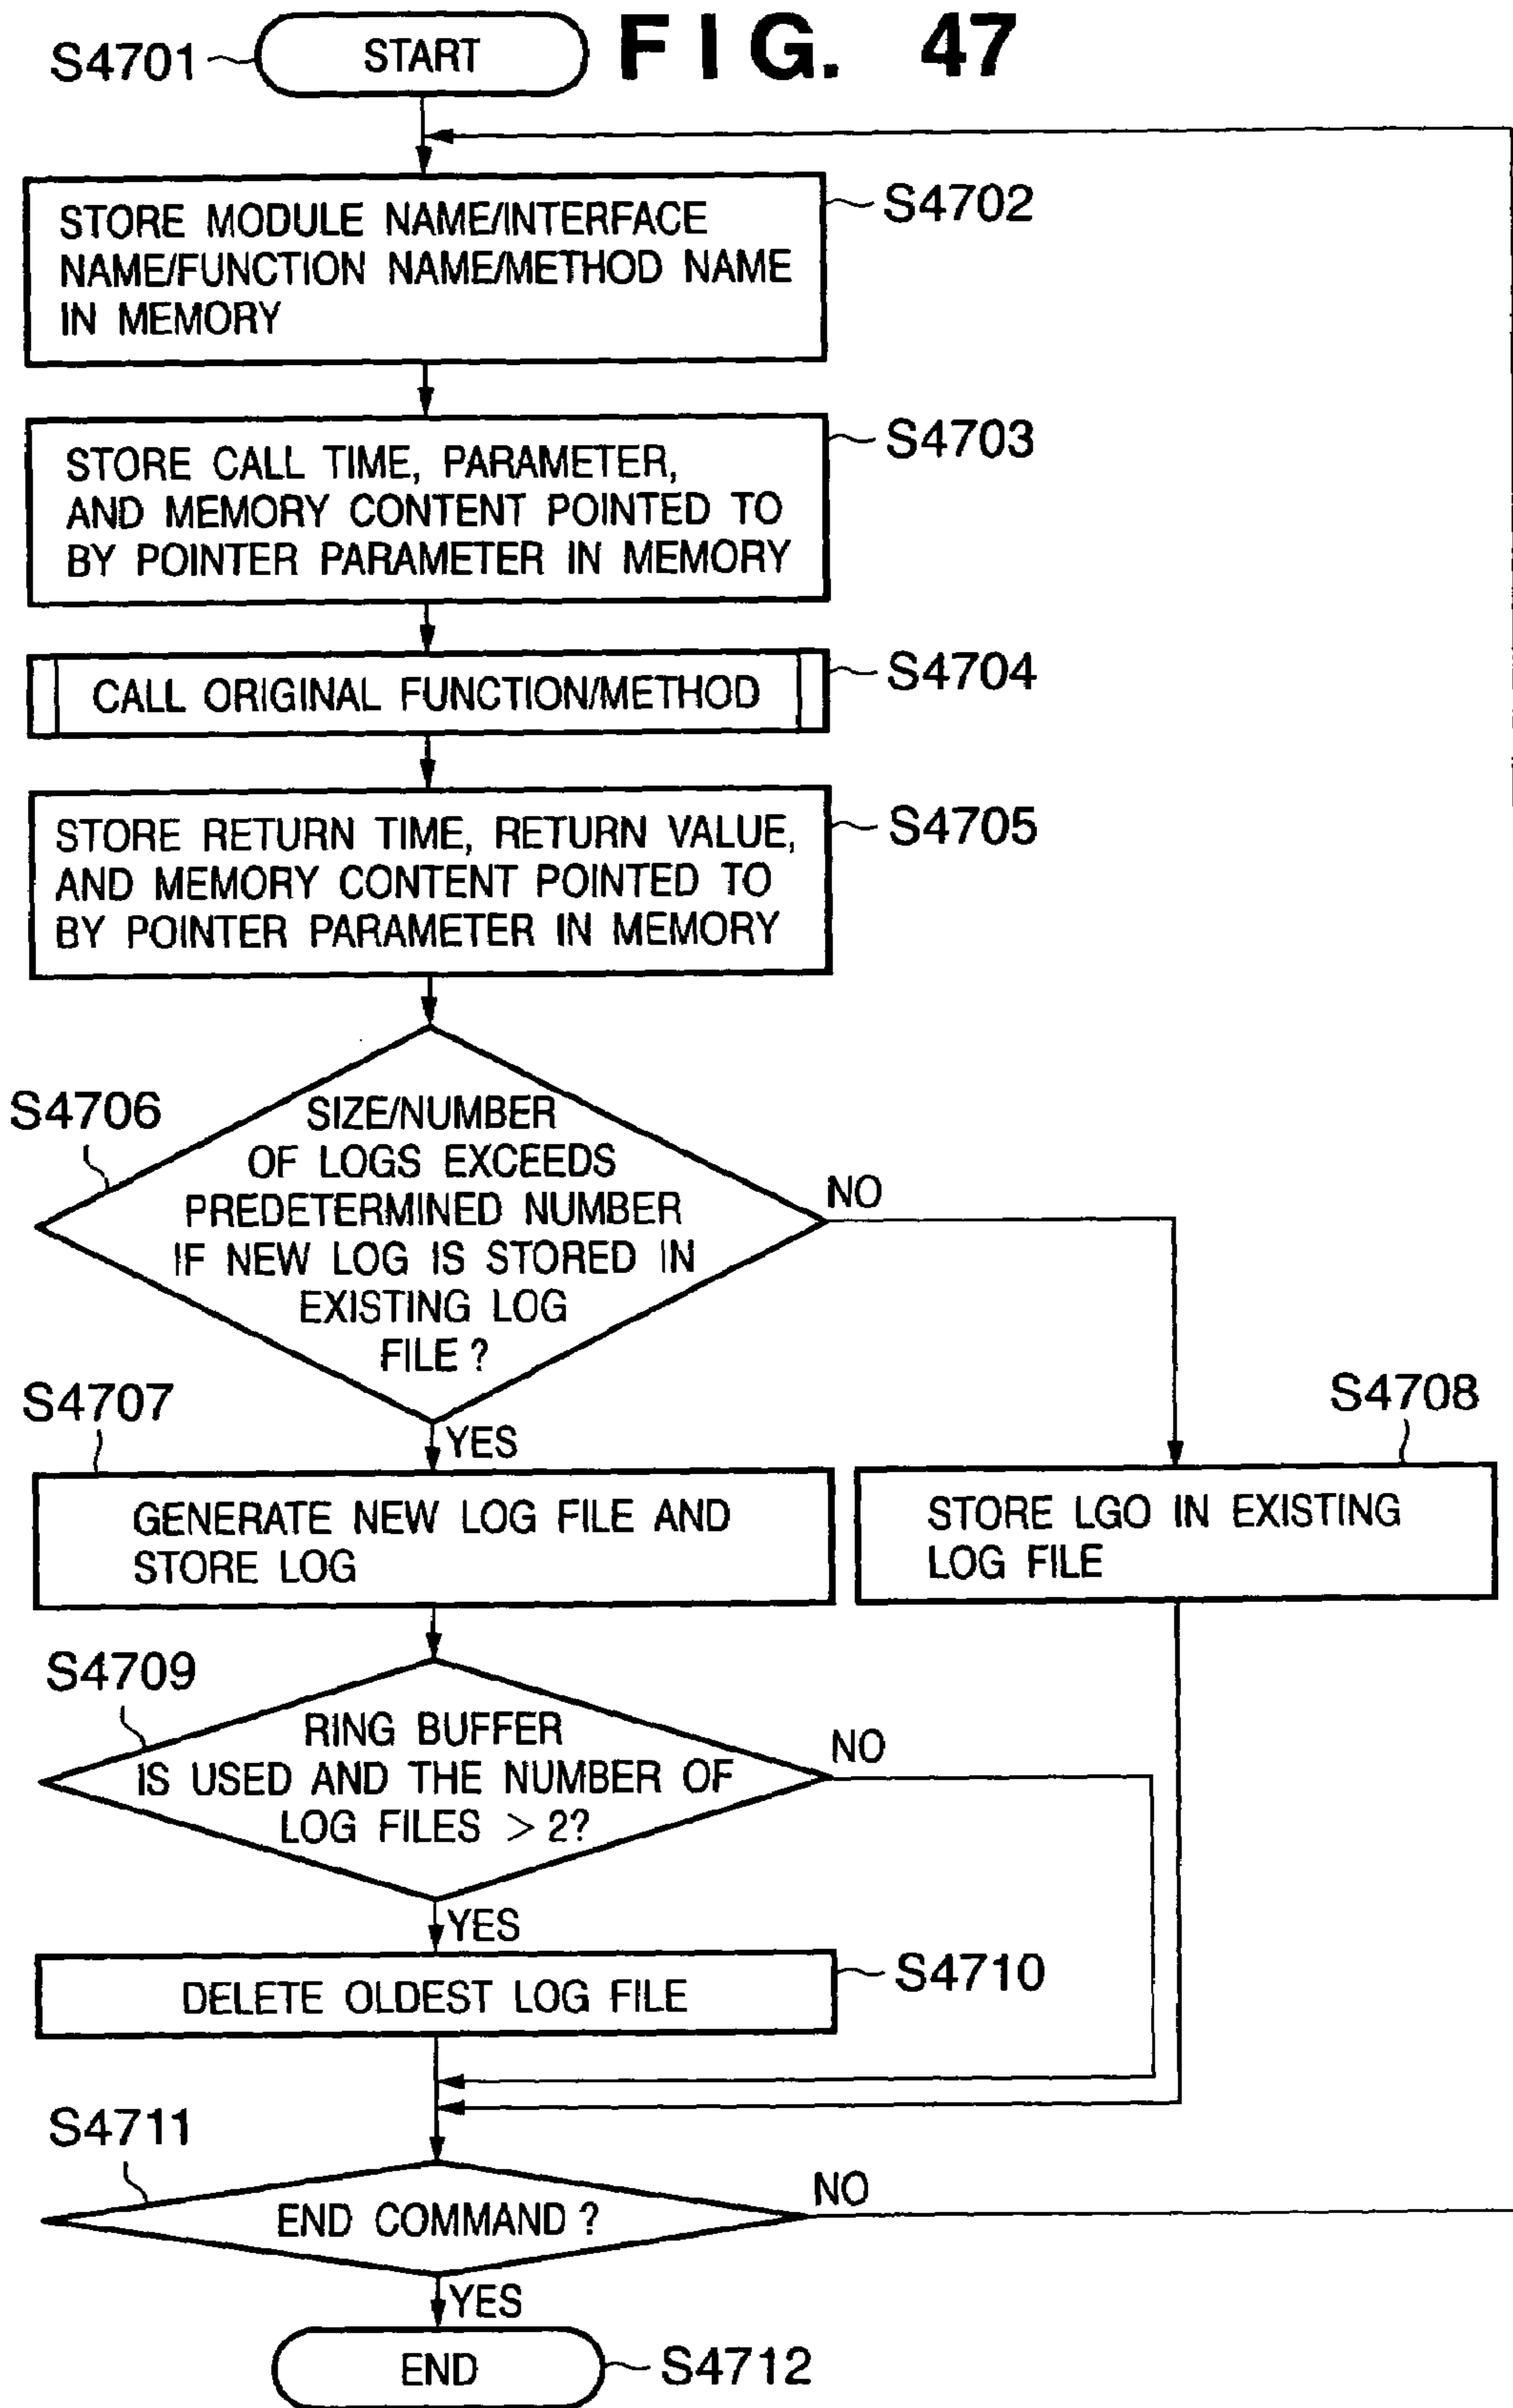 FIG. 47
S4701
START
S4702
STORE MODULE NAME/INTERFACE
NAME/FUNCTION NAME/METHOD NAME
IN MEMORY
S4703
STORE CALL TIME, PARAMETER,
AND MEMORY CONTENT POINTED TO
BY POINTER PARAMETER IN MEMORY
S4704
CALL ORIGINAL FUNCTION/METHOD
S4705
STORE RETURN TIME, RETURN VALUE,
AND MEMORY CONTENT POINTED TO
BY POINTER PARAMETER IN MEMORY
S4706
SIZE/NUMBER
OF LOGS EXCEEDS
PREDETERMINED NUMBER
IF NEW LOG IS STORED IN
EXISTING LOG
FILE ?
NO
YES
S4707
GENERATE NEW LOG FILE AND
STORE LOG
S4708
STORE LGO IN EXISTING
LOG FILE
S4709
RING BUFFER
IS USED AND THE NUMBER OF
LOG FILES > 2?
NO
YES
S4710
DELETE OLDEST LOG FILE
S4711
END COMMAND ?
NO
YES
END
S4712